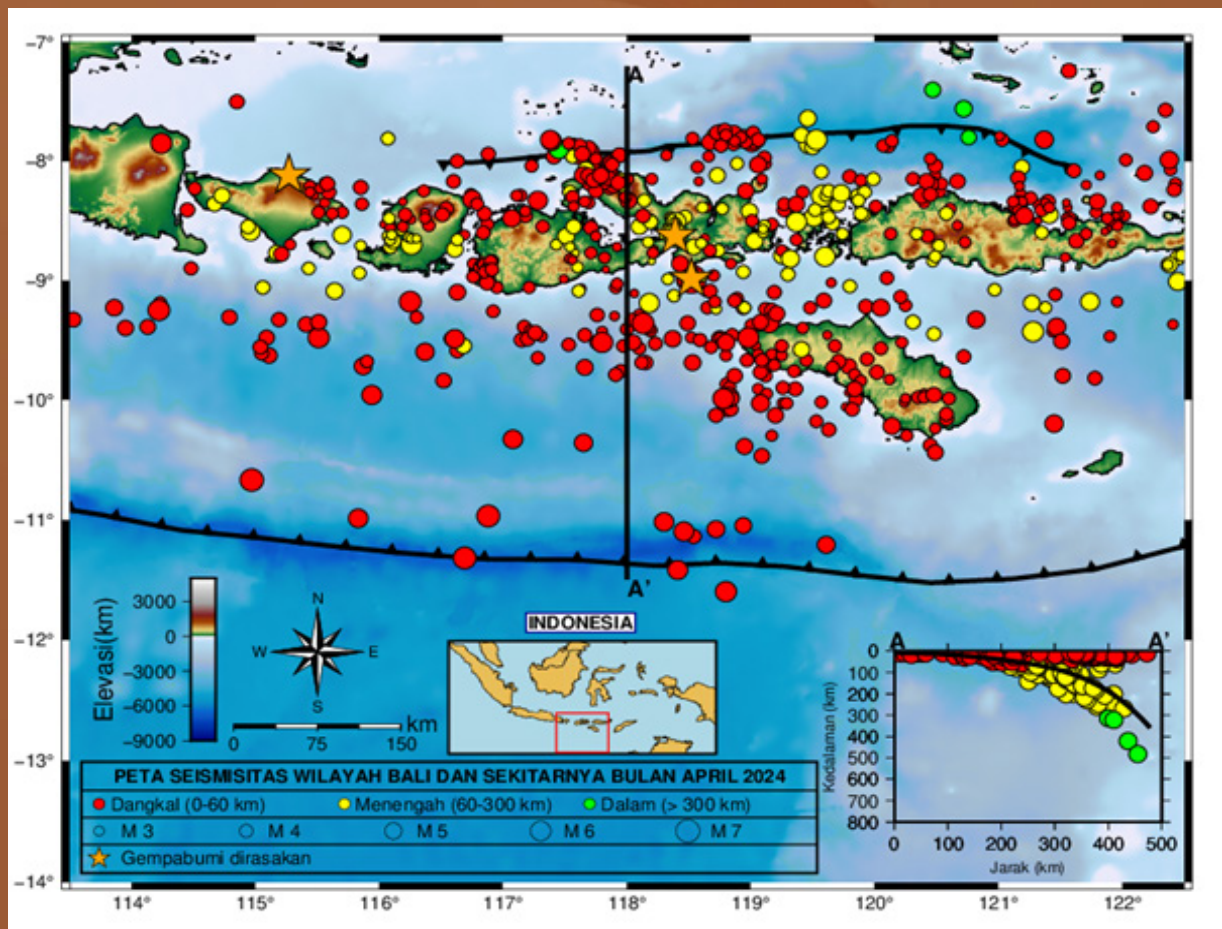 −7°
−8°
−9°
−10°
−11°
−12°
−13°
−14°
A
A'
Elevasi(km)
3000
0
−3000
−6000
−9000
N
W E
S
km
0 75 150
INDONESIA
A A'
Kedalaman (km)
0
100
200
300
400
500
600
700
800
0 100 200 300 400 500
Jarak (km)
PETA SEISMISITAS WILAYAH BALI DAN SEKITARNYA BULAN APRIL 2024
Dangkal (0-60 km) Menengah (60-300 km) Dalam (> 300 km)
M 3 M 4 M 5 M 6 M 7
Gempabumi dirasakan
114° 115° 116° 117° 118° 119° 120° 121° 122°